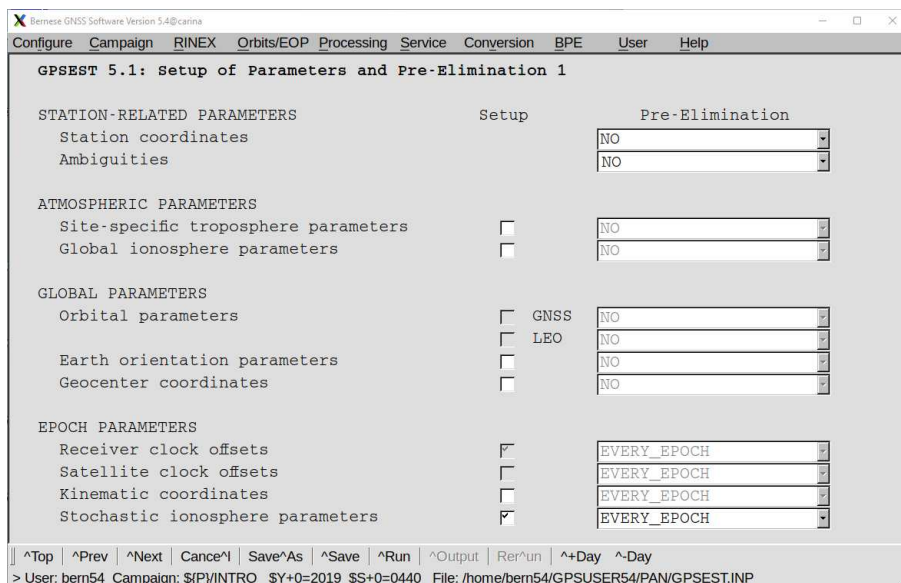 Bernese GNSS Software Version 5.4@carina
Configure Campaign RINEX Orbits/EOP Processing Service Conversion BPE User Help
GPSEST 5.1: Setup of Parameters and Pre-Elimination 1
STATION-RELATED PARAMETERS Setup Pre-Elimination
Station coordinates NO
Ambiguities NO
ATMOSPHERIC PARAMETERS
Site-specific troposphere parameters NO
Global ionosphere parameters NO
GLOBAL PARAMETERS
Orbital parameters GNSS NO
LEO NO
Earth orientation parameters NO
Geocenter coordinates NO
EPOCH PARAMETERS
Receiver clock offsets EVERY_EPOCH
Satellite clock offsets EVERY_EPOCH
Kinematic coordinates EVERY_EPOCH
Stochastic ionosphere parameters EVERY_EPOCH
^Top | ^Prev | ^Next | Cance^l | Save^As | ^Save | ^Run | ^Output | Rer^un | ^+Day ^-Day
> User: bern54 Campaign: ${P}/INTRO $Y+0=2019 $S+0=0440 File: /home/bern54/GPSUSER54/PAN/GPSEST.INP